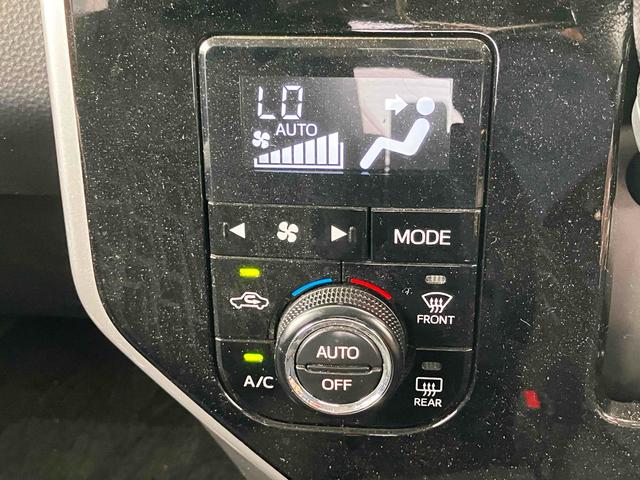 LO
AUTO
MODE
FRONT
AUTO
OFF
A/C
REAR